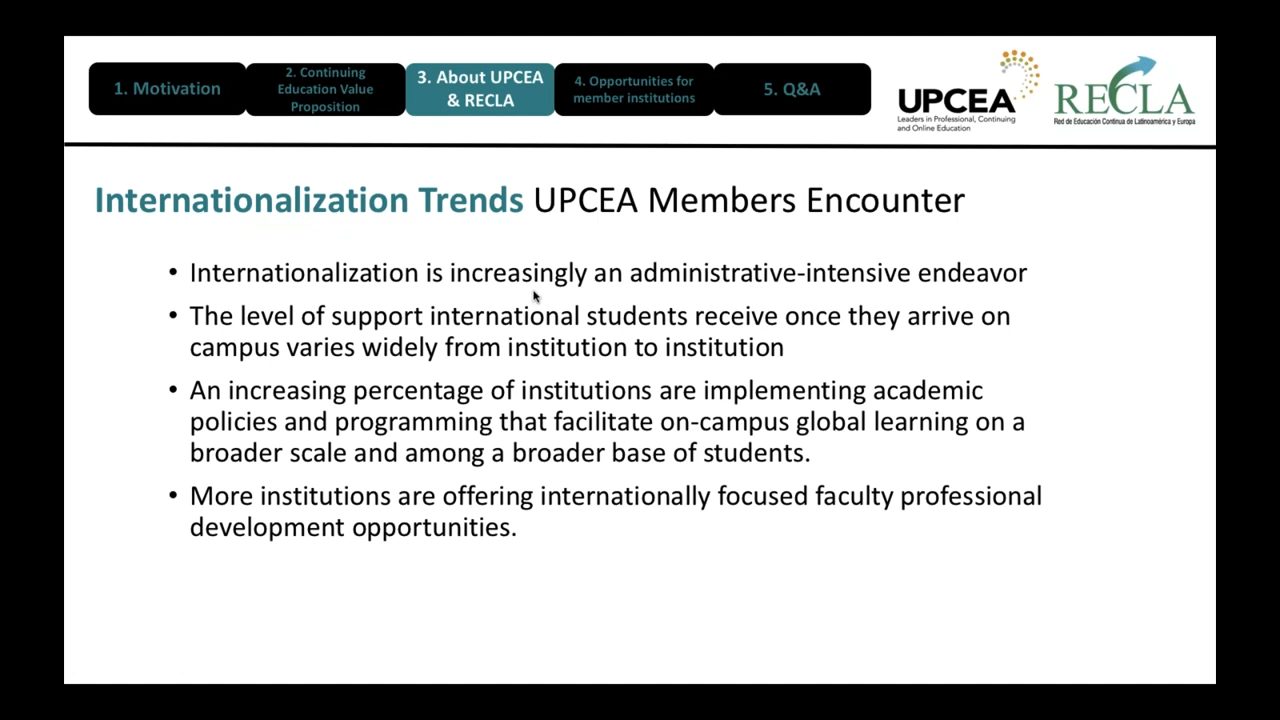 1. Motivation
2. Continuing
Education Value
Proposition
3. About UPCEA
& RECLA
4. Opportunities for
member institutions
5. Q&A
UPCEA
Leaders in Professional, Continuing
and Online Education
RECLA
Red de Educación Continua de Latinoamérica y Europa
Internationalization Trends UPCEA Members Encounter
• Internationalization is increasingly an administrative-intensive endeavor
• The level of support international students receive once they arrive on
campus varies widely from institution to institution
• An increasing percentage of institutions are implementing academic
policies and programming that facilitate on-campus global learning on a
broader scale and among a broader base of students.
• More institutions are offering internationally focused faculty professional
development opportunities.